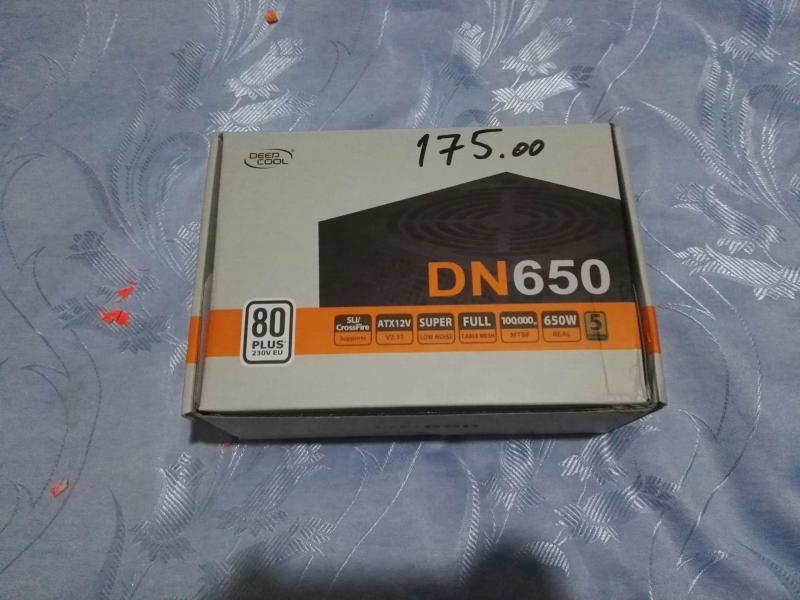 DEEP
COOL
175.00
DN650
80
PLUS
230V EU
SLI/
CrossFire
Supports
ATX12V
V2.31
SUPER
LOW NOISE
FULL
CABLE MESH
100,000h
MTBF
650W
REAL
5